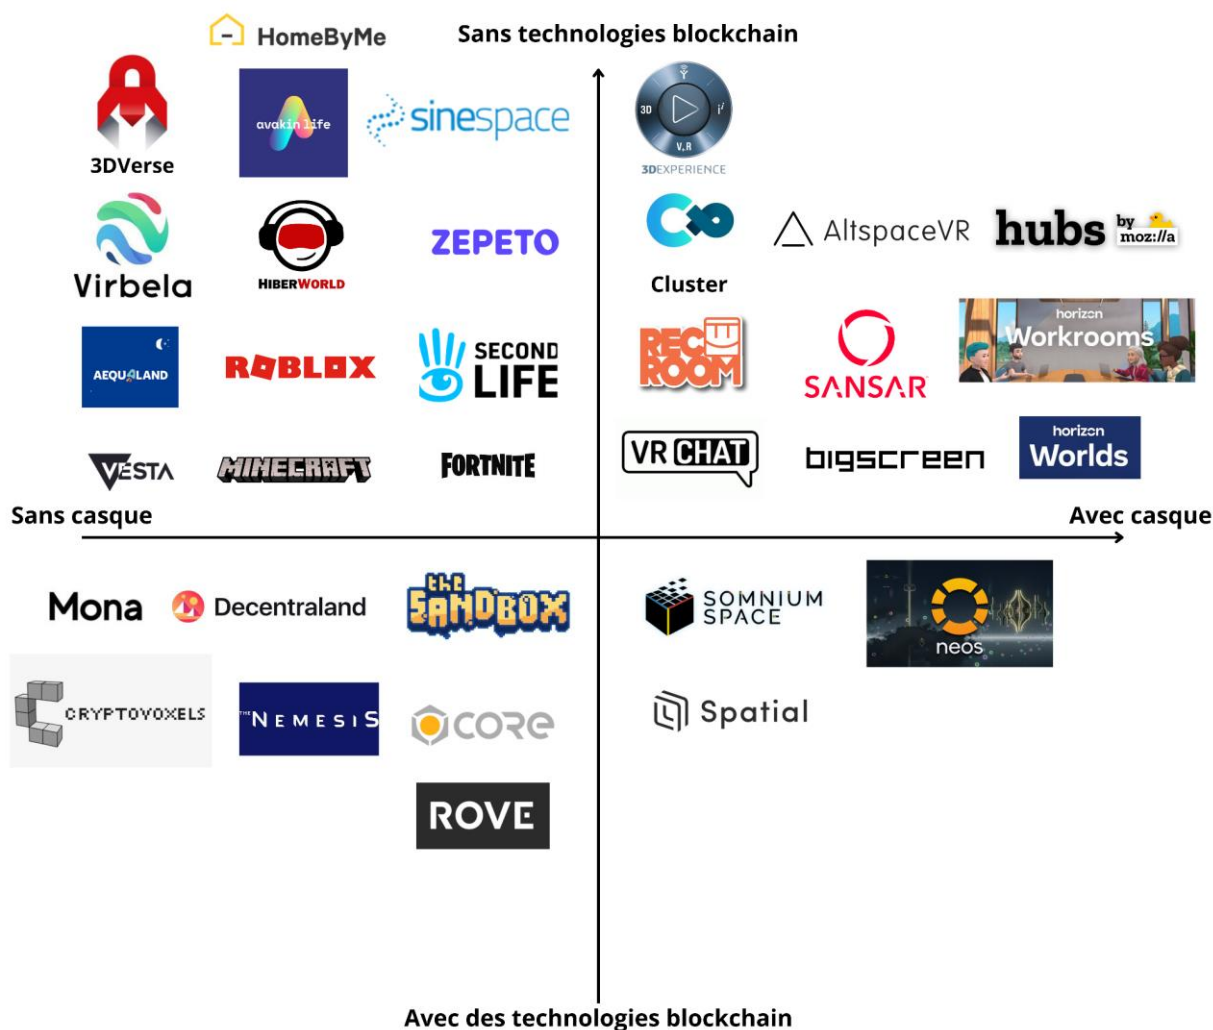 HomeByMe
Sans technologies blockchain
3DVerse
avakin life
sinespace
3D
V.R
i²
3DEXPERIENCE
Virbela
HIBERWORLD
ZEPETO
Cluster
AltspaceVR
hubs by
moz://a
AEQUALAND
ROBLOX
SECOND
LIFE
REC
ROOM
SANSAR
horizon
Workrooms
VESTA
MINECRAFT
FORTNITE
VR CHAT
bigscreen
horizon
Worlds
Sans casque
Avec casque
Mona
Decentraland
the
SANDBOX
SOMNIUM
SPACE
neos
CRYPTOVOXELS
THE NEMESIS
CORE
Spatial
ROVE
Avec des technologies blockchain